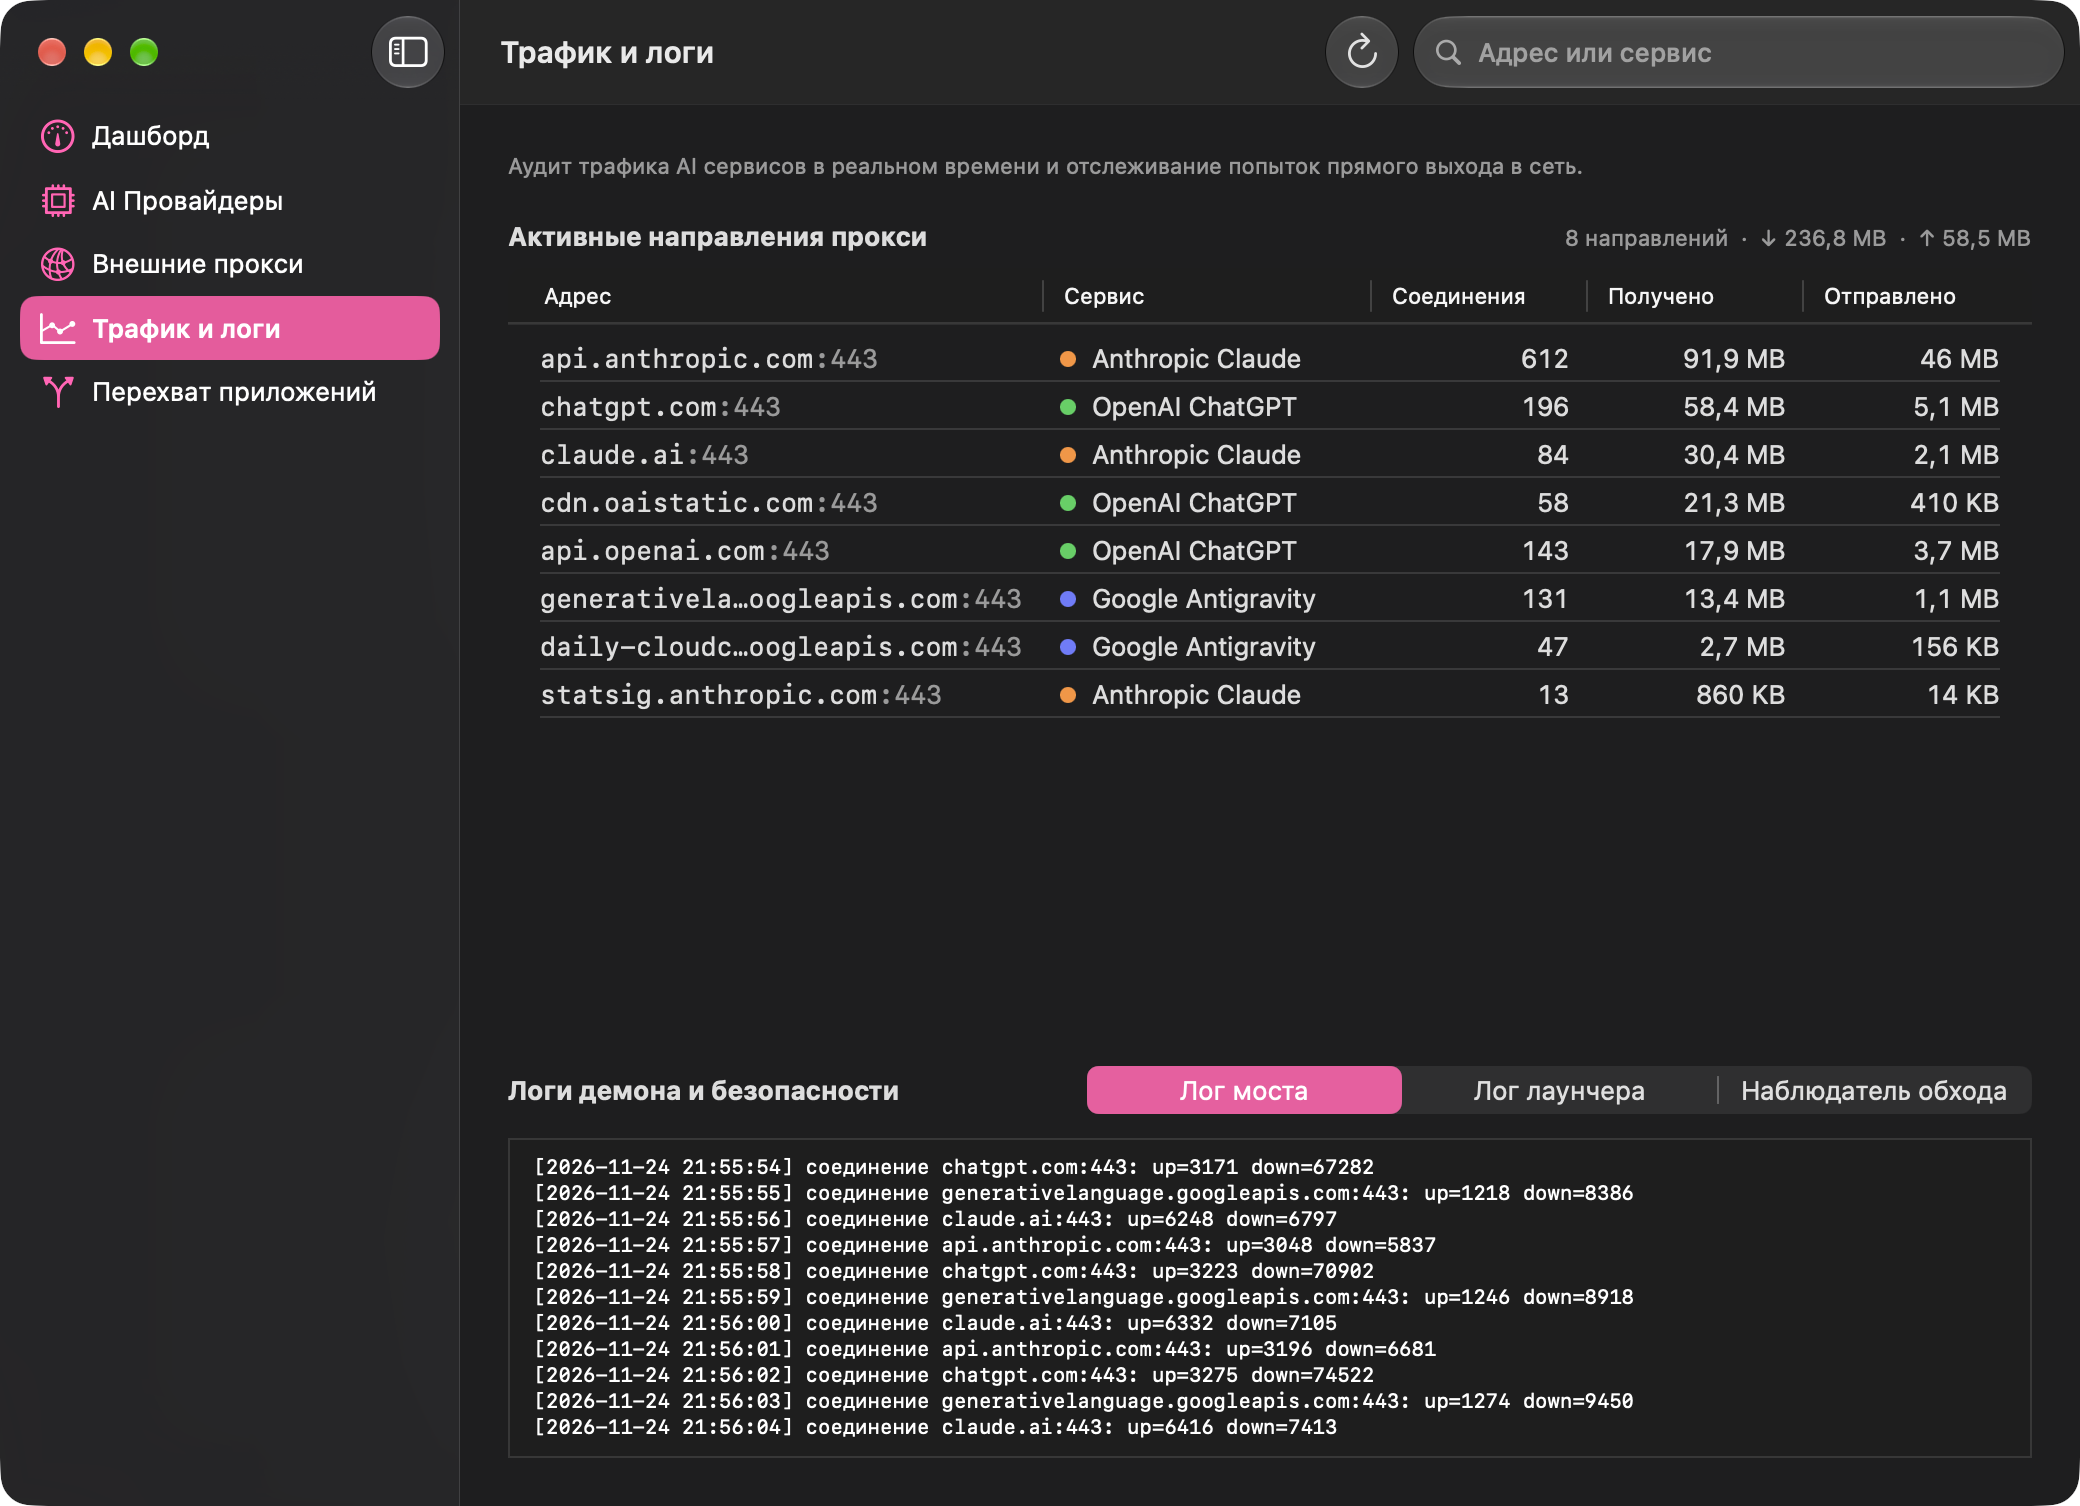 Трафик и логи
Адрес или сервис
Дашборд
AI Провайдеры
Внешние прокси
Трафик и логи
Перехват приложений
Аудит трафика AI сервисов в реальном времени и отслеживание попыток прямого выхода в сеть.
Активные направления прокси
8 направлений · ↓ 236,8 MB · ↑ 58,5 MB
Адрес Сервис Соединения Получено Отправлено
api.anthropic.com:443 Anthropic Claude 612 91,9 MB 46 MB
chatgpt.com:443 OpenAI ChatGPT 196 58,4 MB 5,1 MB
claude.ai:443 Anthropic Claude 84 30,4 MB 2,1 MB
cdn.oaistatic.com:443 OpenAI ChatGPT 58 21,3 MB 410 KB
api.openai.com:443 OpenAI ChatGPT 143 17,9 MB 3,7 MB
generativela…oogleapis.com:443 Google Antigravity 131 13,4 MB 1,1 MB
daily-cloudc…oogleapis.com:443 Google Antigravity 47 2,7 MB 156 KB
statsig.anthropic.com:443 Anthropic Claude 13 860 KB 14 KB
Логи демона и безопасности
Лог моста Лог лаунчера Наблюдатель обхода
[2026-11-24 21:55:54] соединение chatgpt.com:443: up=3171 down=67282
[2026-11-24 21:55:55] соединение generativelanguage.googleapis.com:443: up=1218 down=8386
[2026-11-24 21:55:56] соединение claude.ai:443: up=6248 down=6797
[2026-11-24 21:55:57] соединение api.anthropic.com:443: up=3048 down=5837
[2026-11-24 21:55:58] соединение chatgpt.com:443: up=3223 down=70902
[2026-11-24 21:55:59] соединение generativelanguage.googleapis.com:443: up=1246 down=8918
[2026-11-24 21:56:00] соединение claude.ai:443: up=6332 down=7105
[2026-11-24 21:56:01] соединение api.anthropic.com:443: up=3196 down=6681
[2026-11-24 21:56:02] соединение chatgpt.com:443: up=3275 down=74522
[2026-11-24 21:56:03] соединение generativelanguage.googleapis.com:443: up=1274 down=9450
[2026-11-24 21:56:04] соединение claude.ai:443: up=6416 down=7413